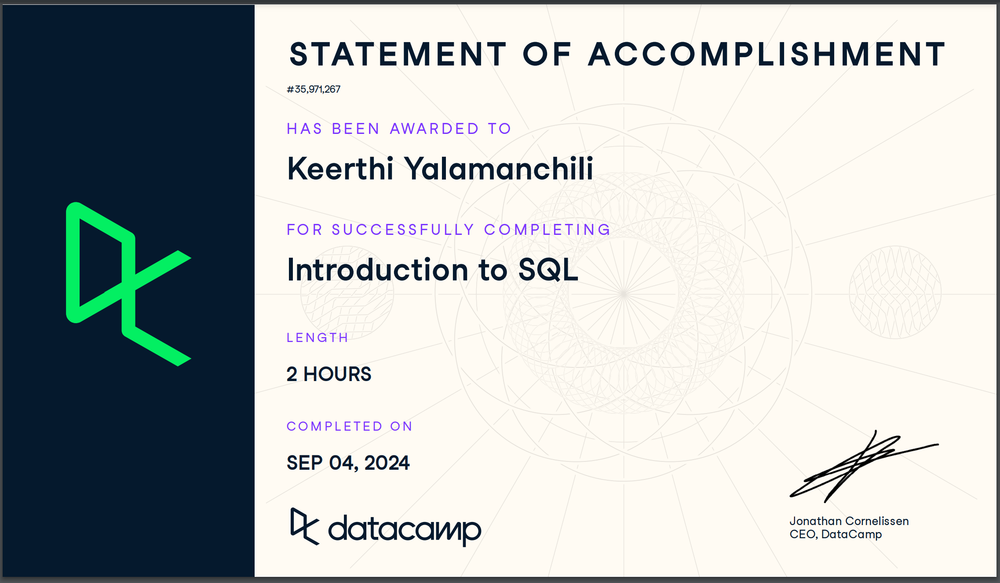 STATEMENT OF ACCOMPLISHMENT
#35,971,267
HAS BEEN AWARDED TO
Keerthi Yalamanchili
FOR SUCCESSFULLY COMPLETING
Introduction to SQL
LENGTH
2 HOURS
COMPLETED ON
SEP 04, 2024
datacamp
Jonathan Cornelissen
CEO, DataCamp